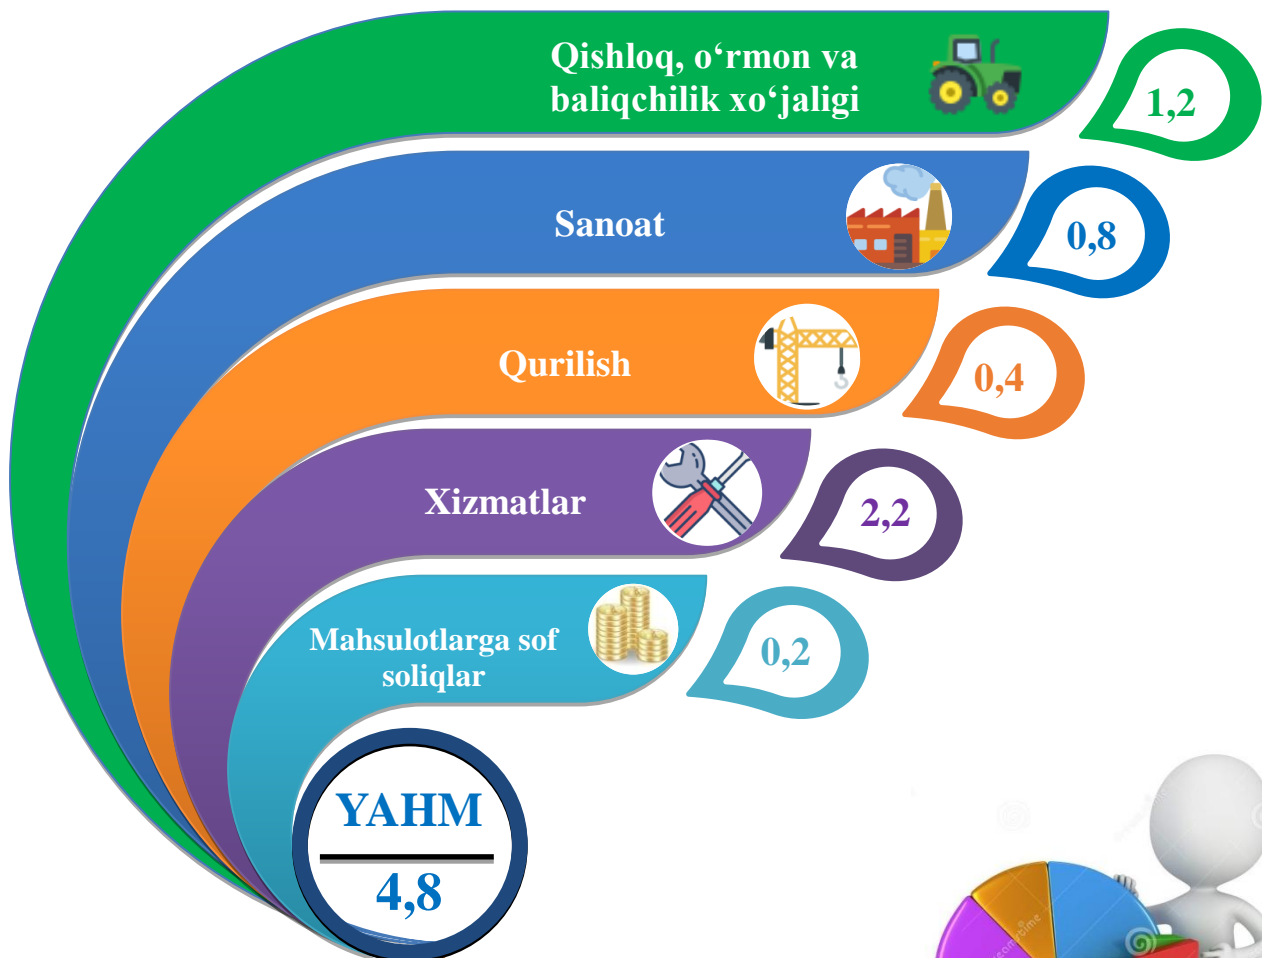 Qishloq, o‘rmon va
baliqchilik xo‘jaligi
1,2
Sanoat
0,8
Qurilish
0,4
Xizmatlar
2,2
Mahsulotlarga sof
soliqlar
0,2
YAHM
4,8